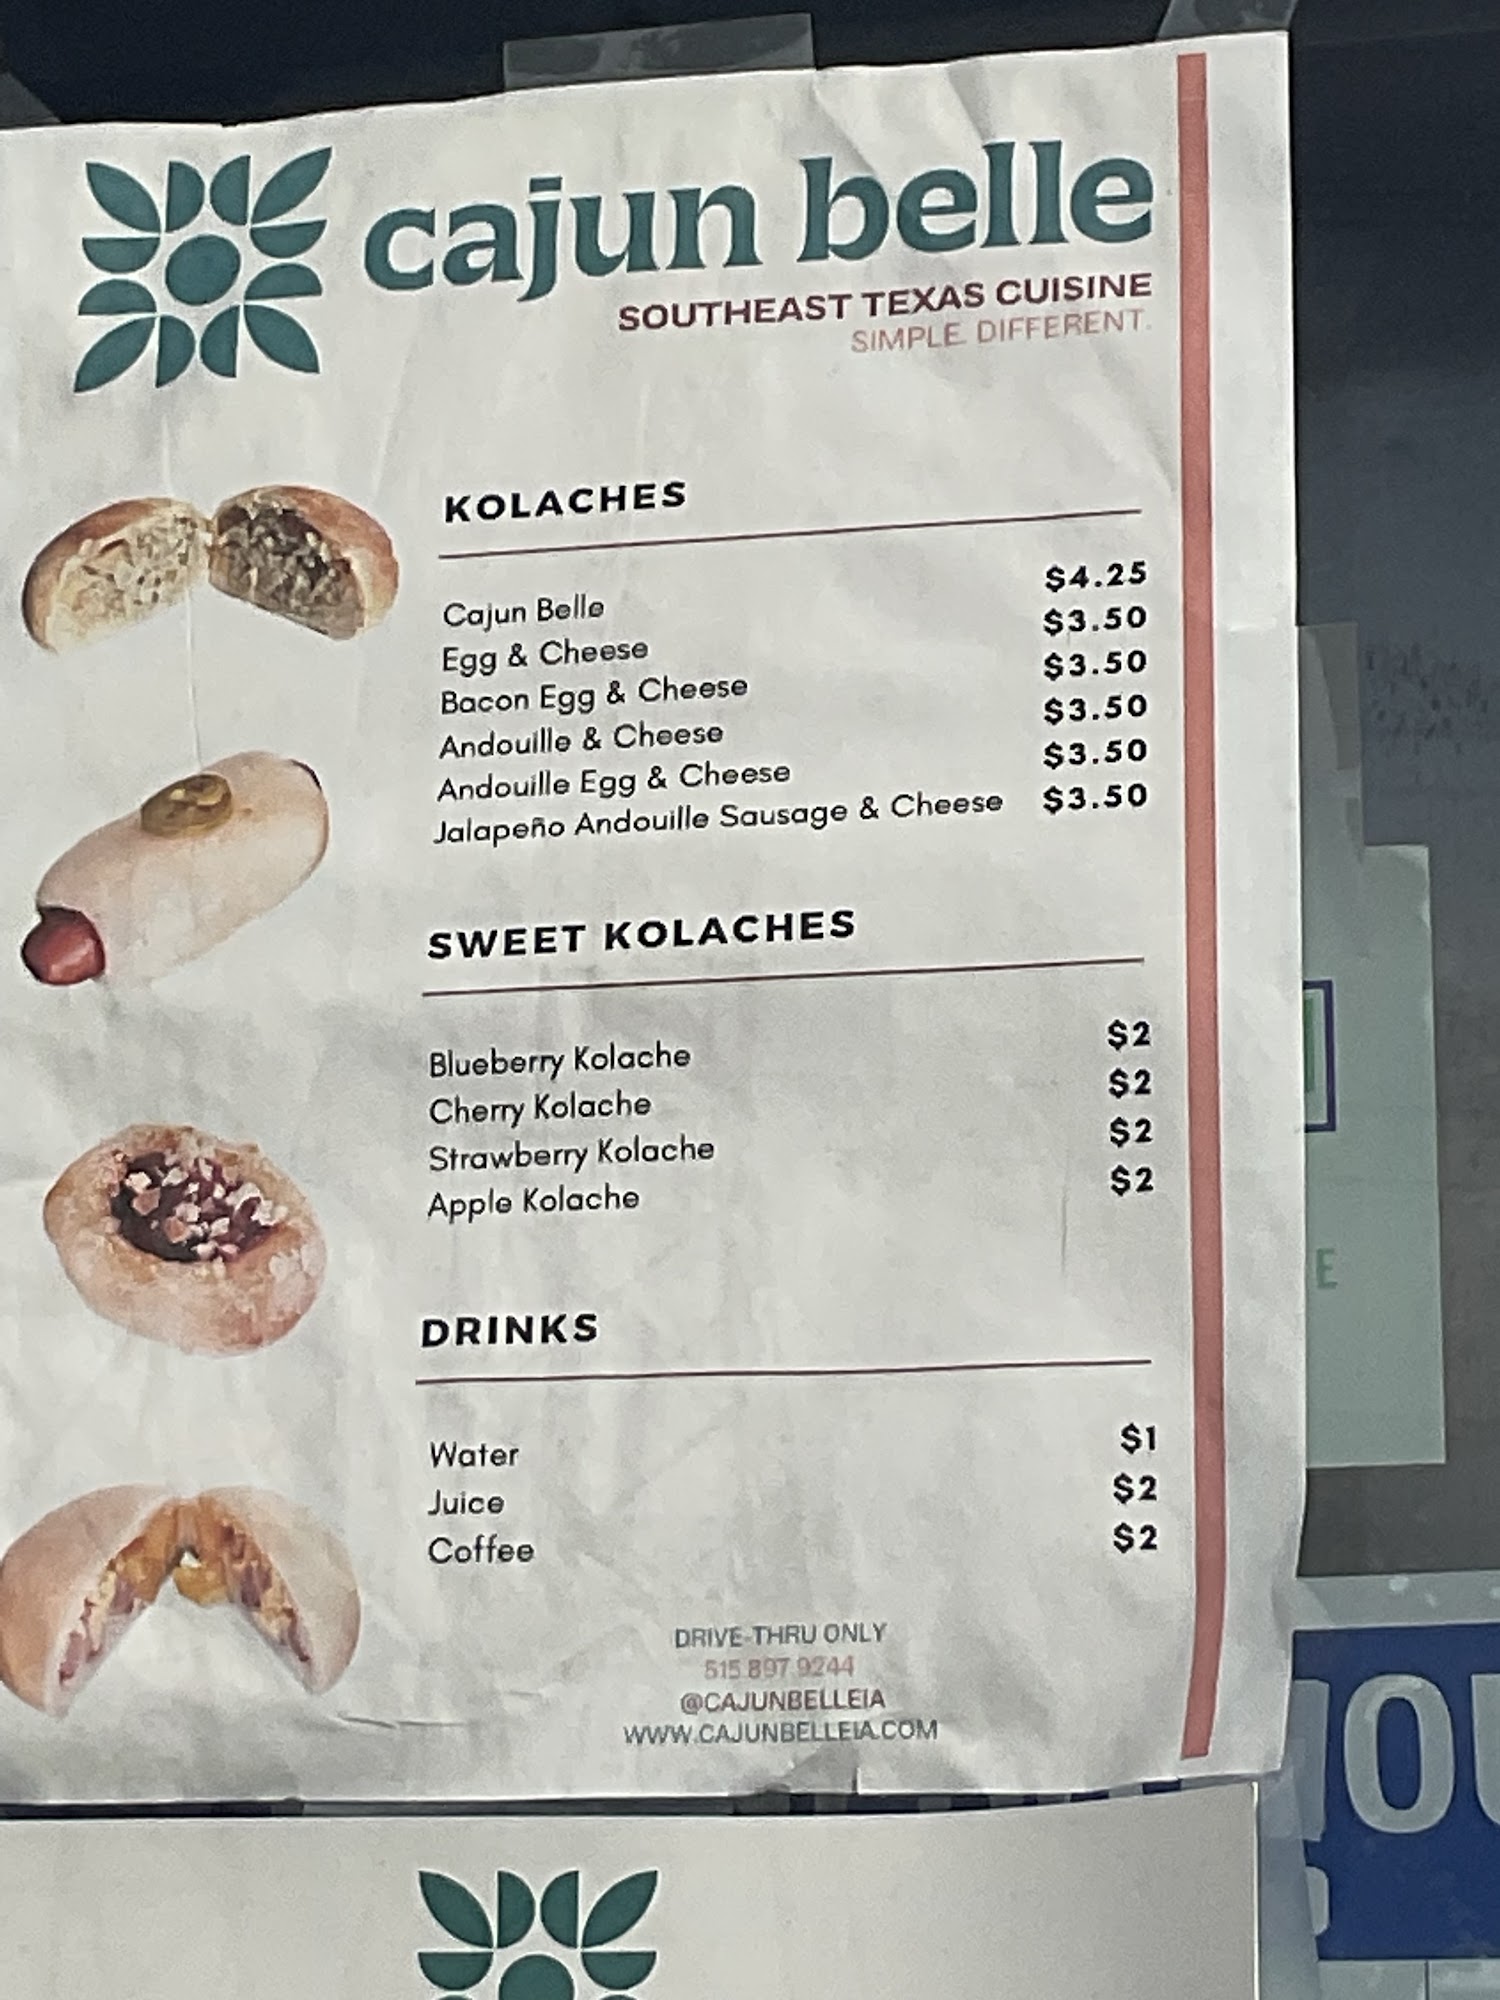 cajun belle
SOUTHEAST TEXAS CUISINE
SIMPLE. DIFFERENT.
KOLACHES
Cajun Belle $4.25
Egg & Cheese $3.50
Bacon Egg & Cheese $3.50
Andouille & Cheese $3.50
Andouille Egg & Cheese $3.50
Jalapeño Andouille Sausage & Cheese $3.50
SWEET KOLACHES
Blueberry Kolache $2
Cherry Kolache $2
Strawberry Kolache $2
Apple Kolache $2
DRINKS
Water $1
Juice $2
Coffee $2
DRIVE-THRU ONLY
515.897.9244
@CAJUNBELLEIA
WWW.CAJUNBELLEIA.COM
E